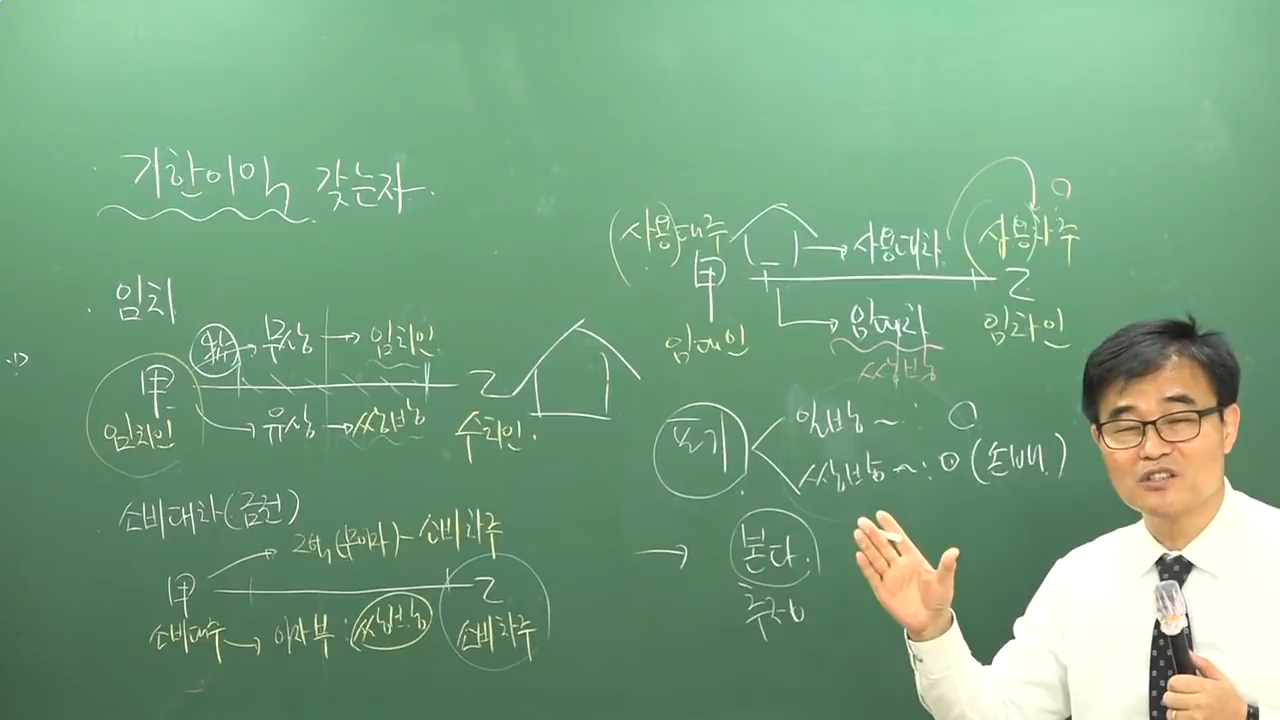 기한이익 갖는자.
· 임치
무상 → 임치인
甲
임치인
유상 → 쌍방
乙
수치인.
소비대차(금전)
(무이자)~소비차주
甲
소비대주 → 이자부 : 쌍방
乙
소비차주
(사용)대주 → 사용대차
(사용)차주
甲
乙
임대인
임대차
쌍방
임차인
포기
일방~ : O
쌍방~ : O (손배.)
→ 본다.
추정